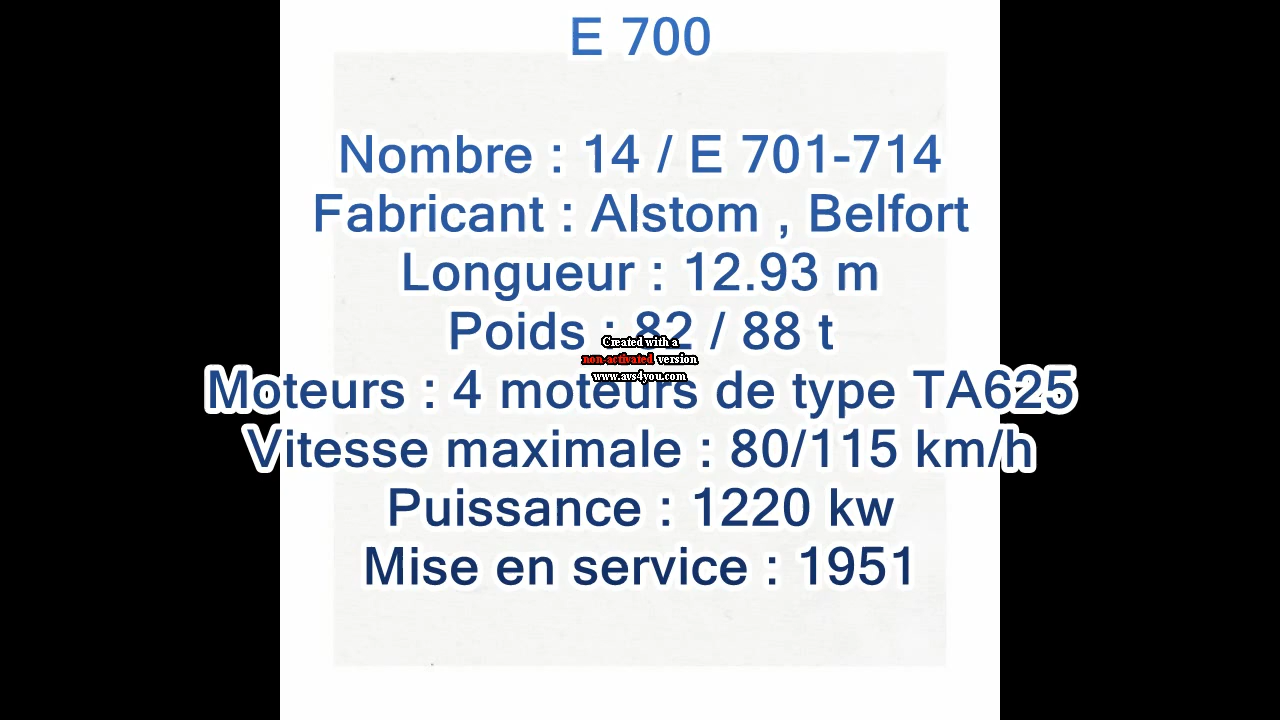 E 700
Nombre : 14 / E 701-714
Fabricant : Alstom , Belfort
Longueur : 12.93 m
Poids : 82 / 88 t
Created with a
non-activated version
www.avs4you.com
Moteurs : 4 moteurs de type TA625
Vitesse maximale : 80/115 km/h
Puissance : 1220 kw
Mise en service : 1951